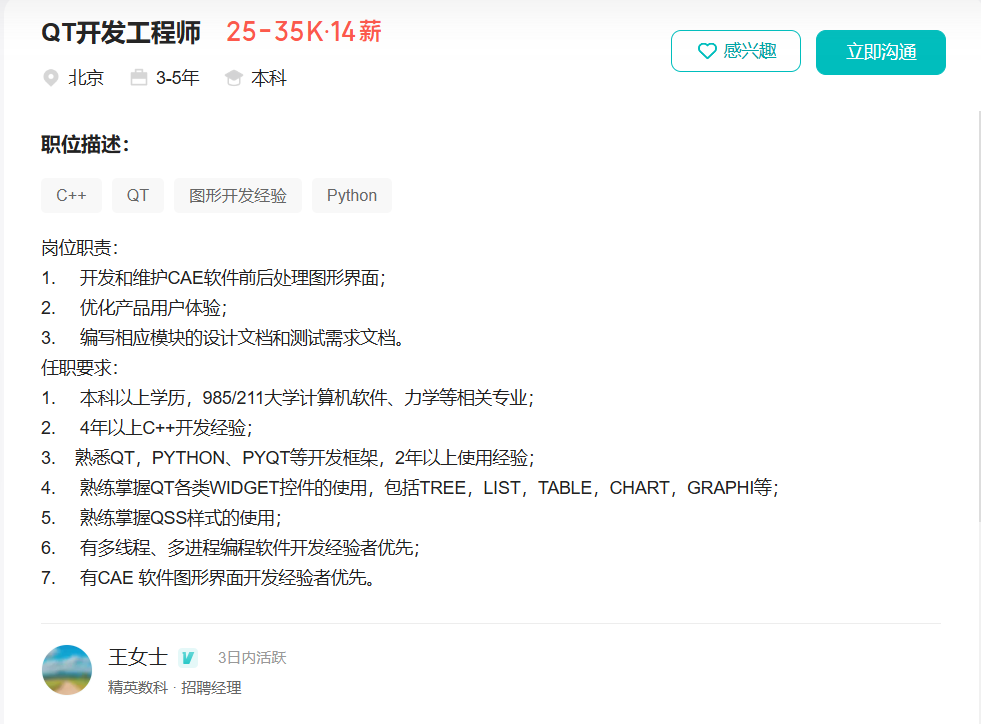 QT开发工程师 25-35K·14薪
感兴趣
立即沟通
北京 3-5年 本科
职位描述：
C++ QT 图形开发经验 Python
岗位职责：
1. 开发和维护CAE软件前后处理图形界面；
2. 优化产品用户体验；
3. 编写相应模块的设计文档和测试需求文档。
任职要求：
1. 本科以上学历，985/211大学计算机软件、力学等相关专业；
2. 4年以上C++开发经验；
3. 熟悉QT，PYTHON、PYQT等开发框架，2年以上使用经验；
4. 熟练掌握QT各类WIDGET控件的使用，包括TREE，LIST，TABLE，CHART，GRAPHI等；
5. 熟练掌握QSS样式的使用；
6. 有多线程、多进程编程软件开发经验者优先；
7. 有CAE 软件图形界面开发经验者优先。
王女士 3日内活跃
精英数科 · 招聘经理